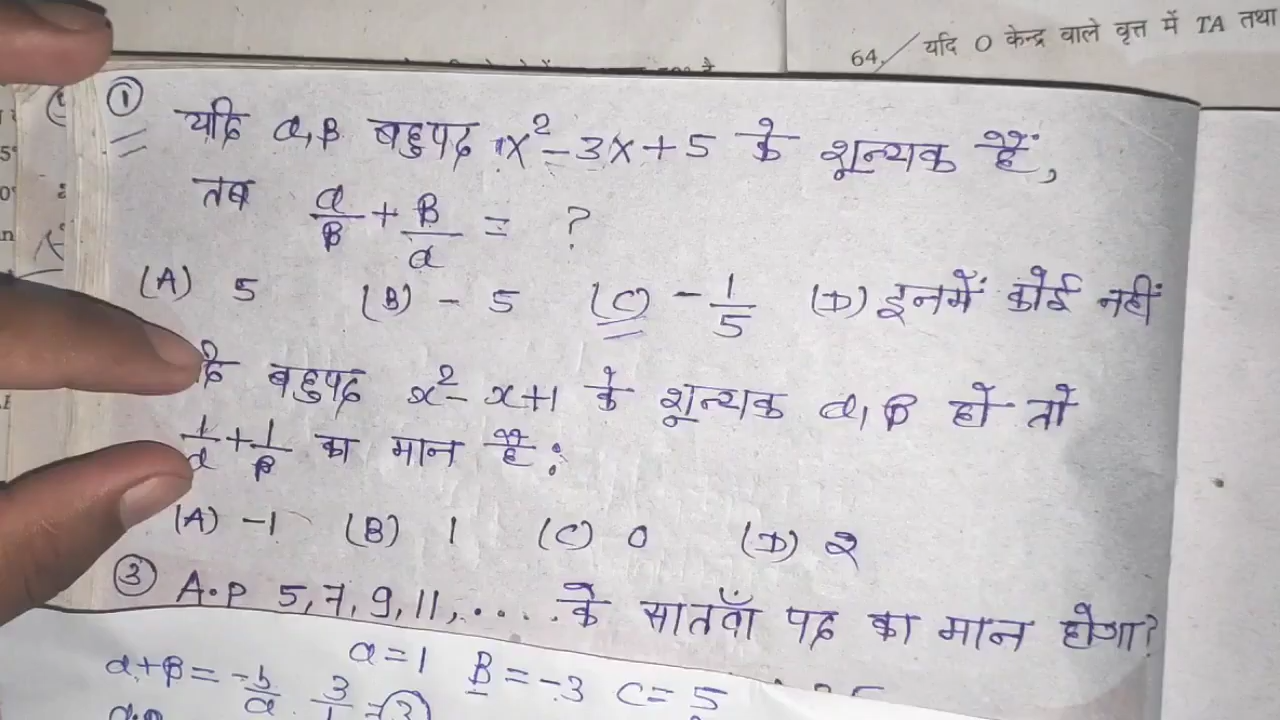 64. यदि O केन्द्र वाले वृत्त में TA तथा
① यदि α, β बहुपद x² - 3x + 5 के शून्यक हैं,
तब α/β + β/α = ?
(A) 5 (B) - 5 (C) - 1/5 (D) इनमें कोई नहीं
दि बहुपद x² - x + 1 के शून्यक α, β हो तो
1/α + 1/β का मान है :
(A) -1 (B) 1 (C) 0 (D) २
③ A.P 5, 7, 9, 11, .... के सातवाँ पद का मान होगा?
a = 1 B = -3 C = 5
α + β = -b/a 3/1 = 3